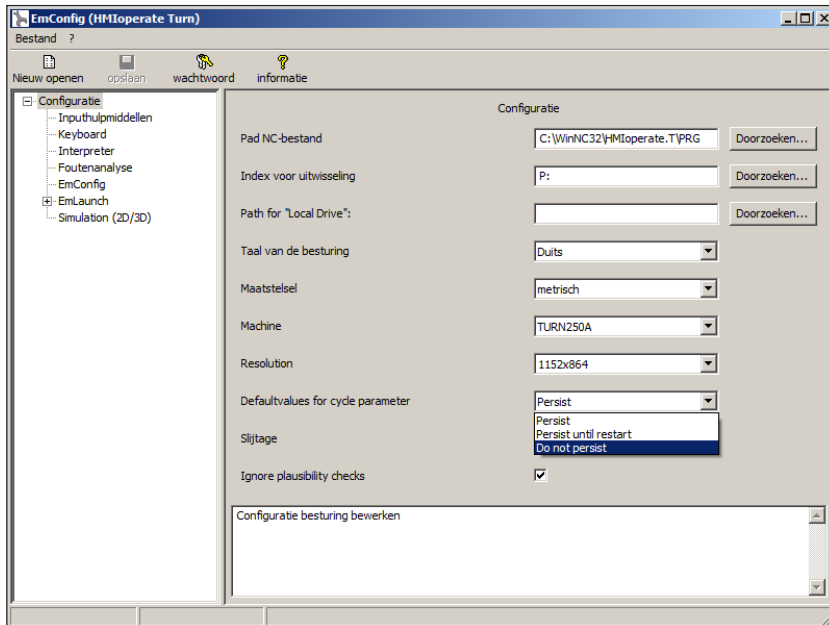 EmConfig (HMIoperate Turn)
Bestand ?
Nieuw openen opslaan wachtwoord informatie
Configuratie
Inputhulpmiddellen
Keyboard
Interpreter
Foutenanalyse
EmConfig
EmLaunch
Simulation (2D/3D)
Configuratie
Pad NC-bestand C:\WinNC32\HMIoperate.T\PRG Doorzoeken...
Index voor uitwisseling P: Doorzoeken...
Path for "Local Drive": Doorzoeken...
Taal van de besturing Duits
Maatstelsel metrisch
Machine TURN250A
Resolution 1152x864
Defaultvalues for cycle parameter Persist
Persist
Persist until restart
Slijtage
Do not persist
Ignore plausibility checks
Configuratie besturing bewerken